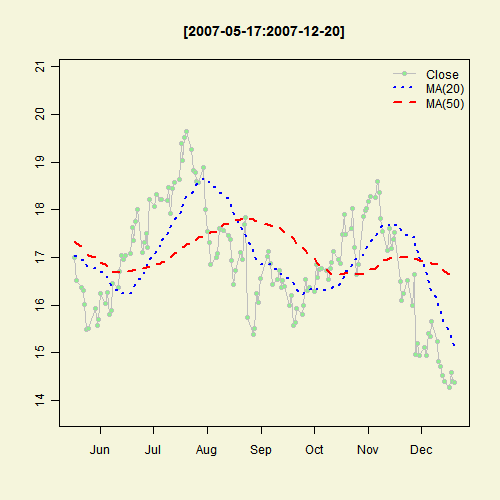 [2007-05-17:2007-12-20]
Close
MA(20)
MA(50)
21
20
19
18
17
16
15
14
Jun Jul Aug Sep Oct Nov Dec